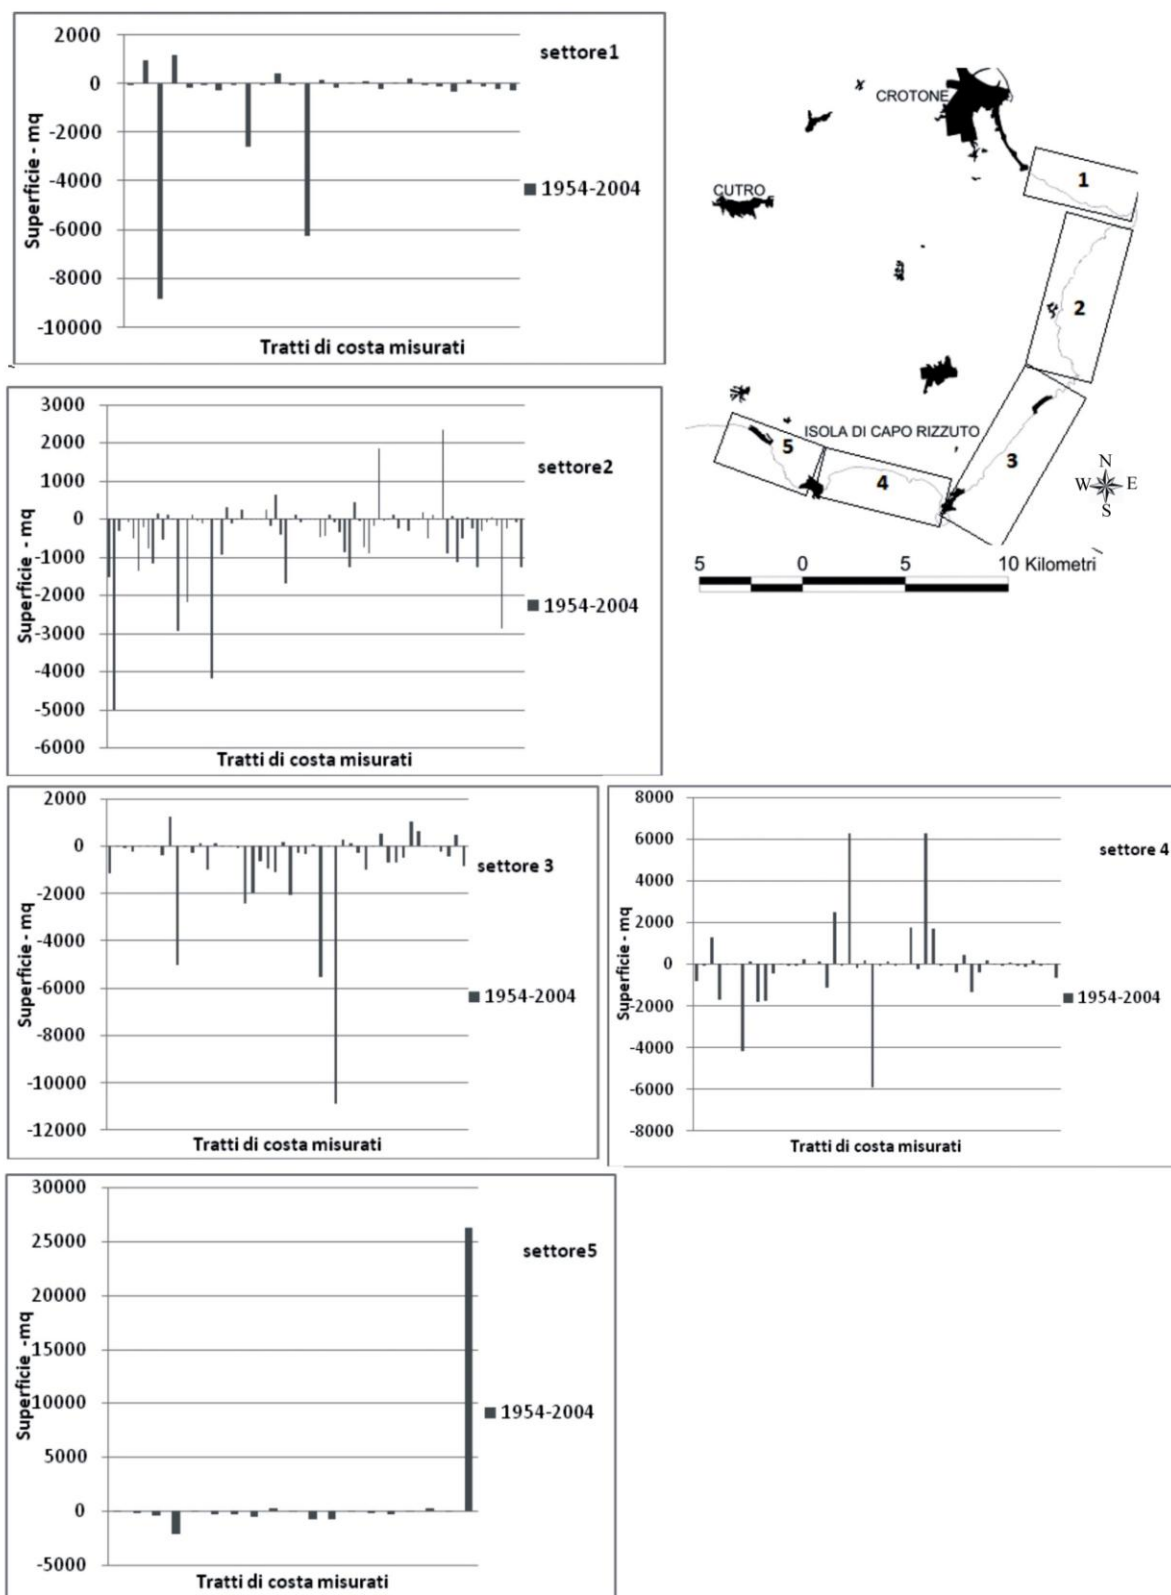 2000
0
-2000
-4000
-6000
-8000
-10000
Superficie - mq
settore1
1954-2004
Tratti di costa misurati
CROTONE
CUTRO
ISOLA DI CAPO RIZZUTO
1
2
3
4
5
N
W E
S
5 0 5 10 Kilometri
3000
2000
1000
0
-1000
-2000
-3000
-4000
-5000
-6000
Superficie - mq
settore2
1954-2004
Tratti di costa misurati
2000
0
-2000
-4000
-6000
-8000
-10000
-12000
Superficie - mq
settore 3
1954-2004
Tratti di costa misurati
8000
6000
4000
2000
0
-2000
-4000
-6000
-8000
Superficie - mq
settore 4
1954-2004
Tratti di costa misurati
30000
25000
20000
15000
10000
5000
0
-5000
Superficie -mq
settore5
1954-2004
Tratti di costa misurati